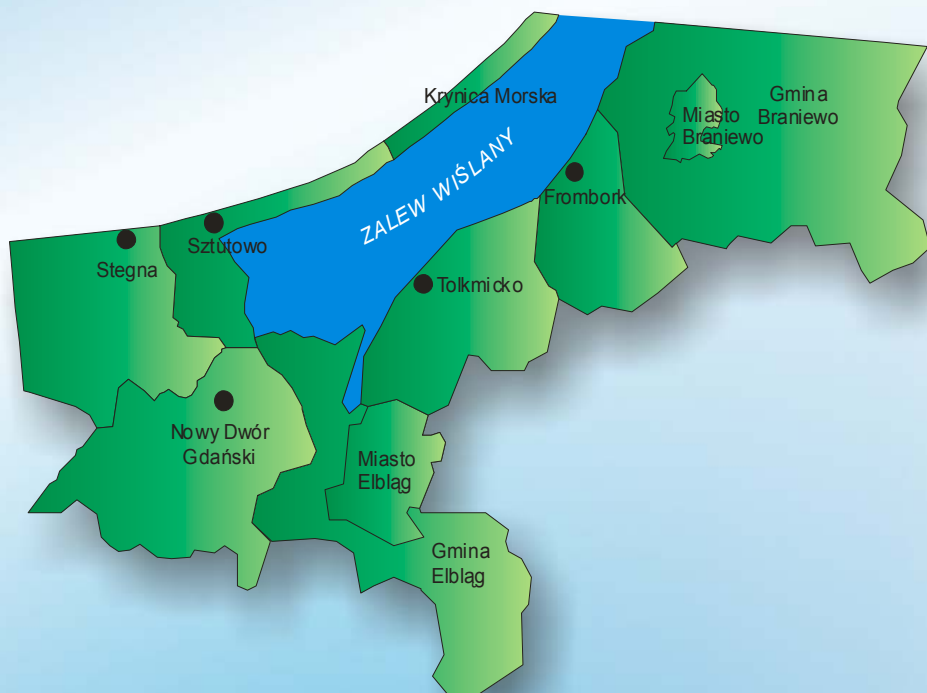 Krynica Morska
Gmina
Braniewo
Miasto
Braniewo
ZALEW WIŚLANY
Frombork
Sztutowo
Stegna
Tolkmicko
Nowy Dwór
Gdański
Miasto
Elbląg
Gmina
Elbląg